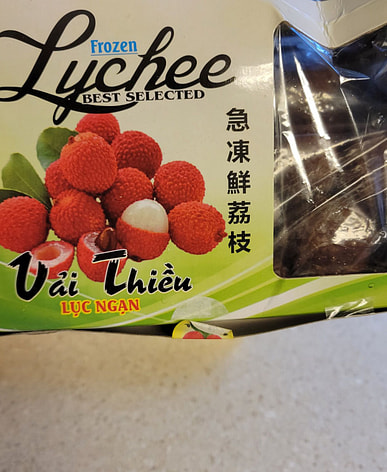 Frozen
Lychee
BEST SELECTED
急凍鮮荔枝
Vải Thiều
LỤC NGẠN